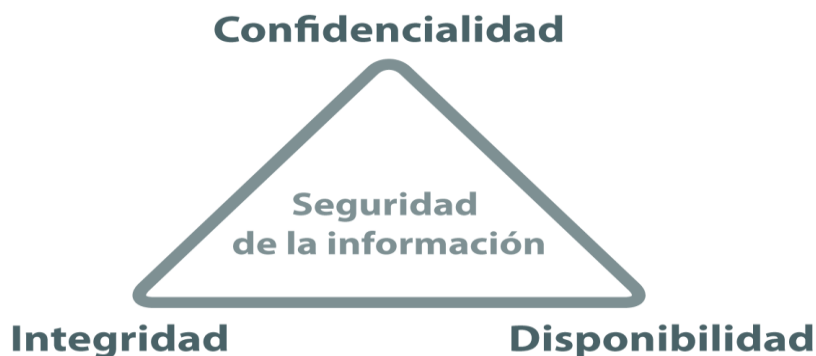 Confidencialidad
Seguridad
de la información
Integridad
Disponibilidad